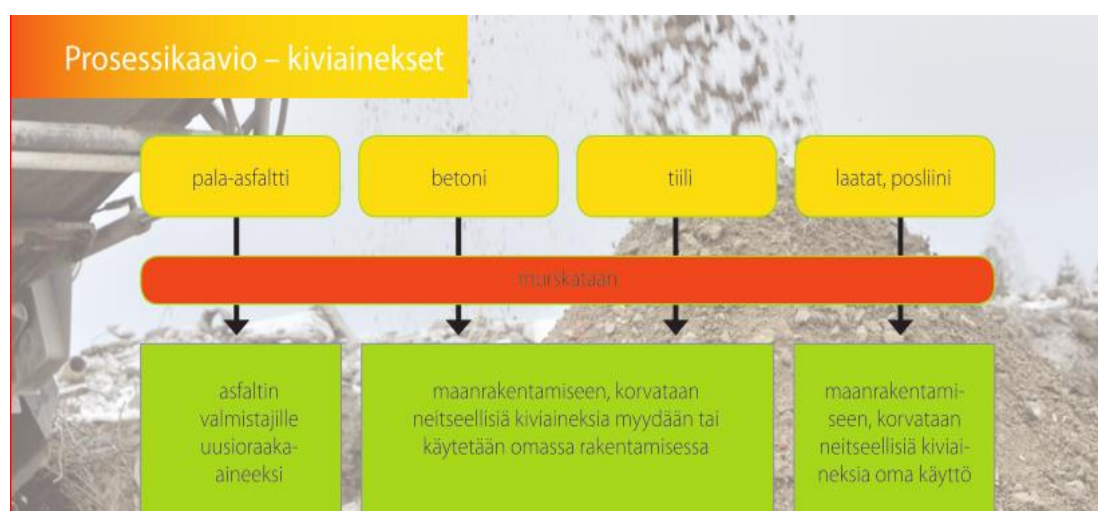 Prosessikaavio – kiviainekset
pala-asfaltti
betoni
tiili
laatat, posliini
murskataan
asfaltin
valmistajille
uusioraaka-
aineeksi
maanrakentamiseen, korvataan
neitseellisiä kiviaineksia myydään tai
käytetään omassa rakentamisessa
maanrakentami-
seen, korvataan
neitseellisiä kiviai-
neksia oma käyttö